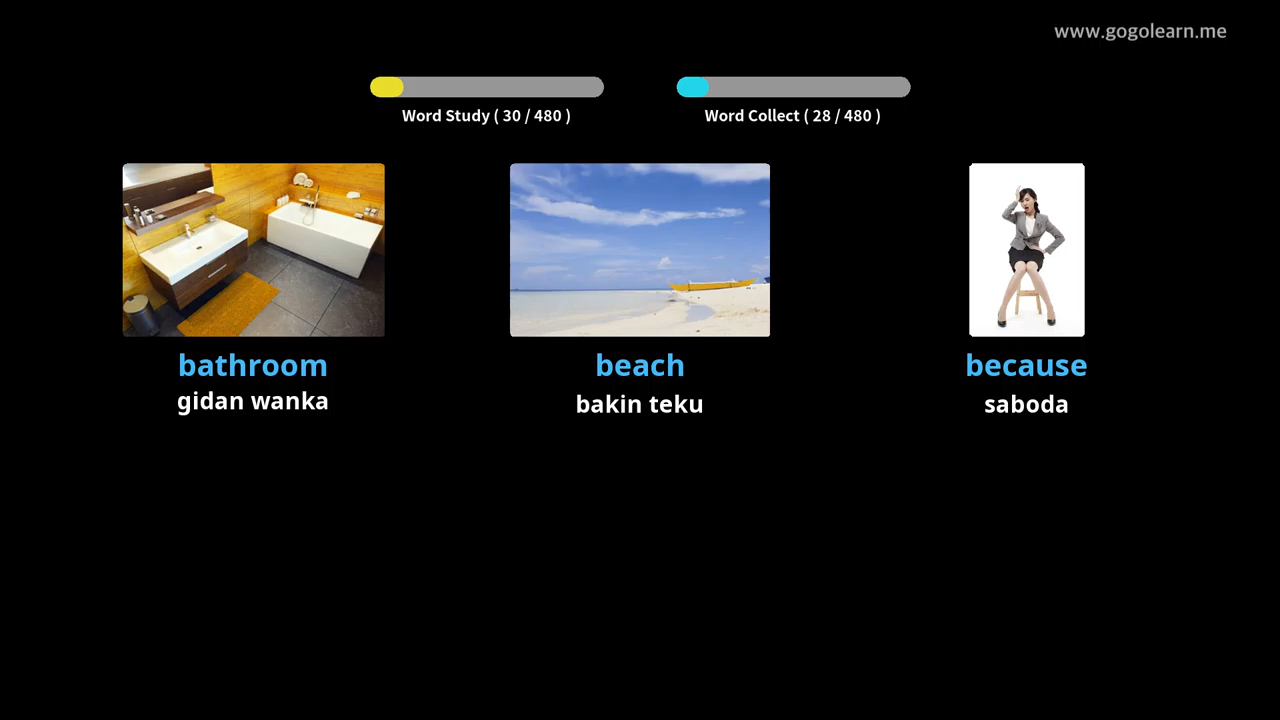 www.gogolearn.me
Word Study ( 30 / 480 )
Word Collect ( 28 / 480 )
bathroom
gidan wanka
beach
bakin teku
because
saboda